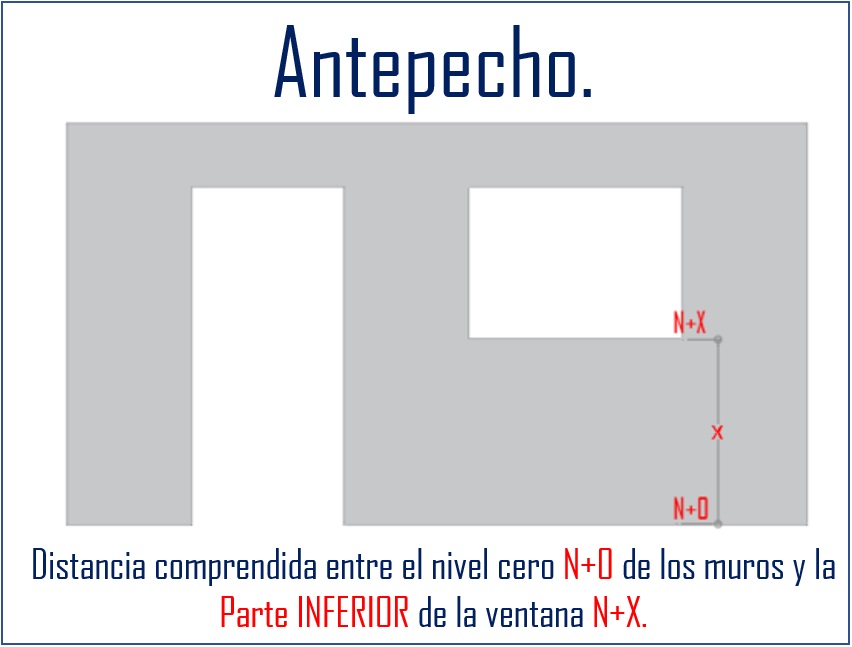 Antepecho.
N+X
x
N+0
Distancia comprendida entre el nivel cero N+0 de los muros y la
Parte INFERIOR de la ventana N+X.